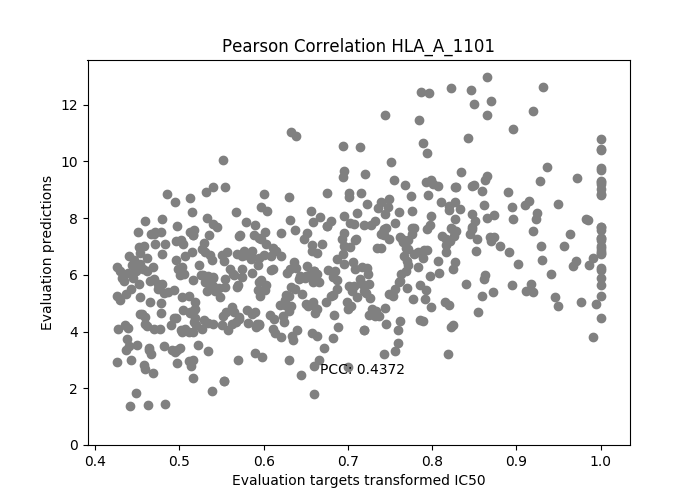 Pearson Correlation HLA_A_1101
Evaluation predictions
12
10
8
6
4
2
0
PCC: 0.4372
0.4 0.5 0.6 0.7 0.8 0.9 1.0
Evaluation targets transformed IC50